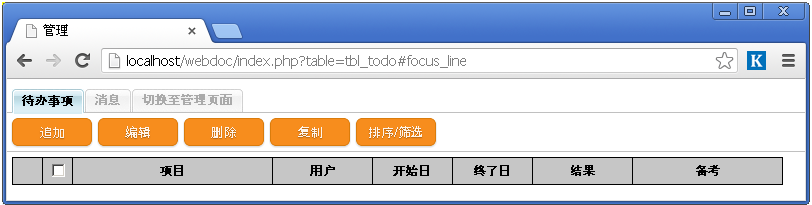 管理
localhost/webdoc/index.php?table=tbl_todo#focus_line
K
待办事项 消息 切换至管理页面
追加 编辑 删除 复制 排序/筛选
项目 用户 开始日 终了日 结果 备考